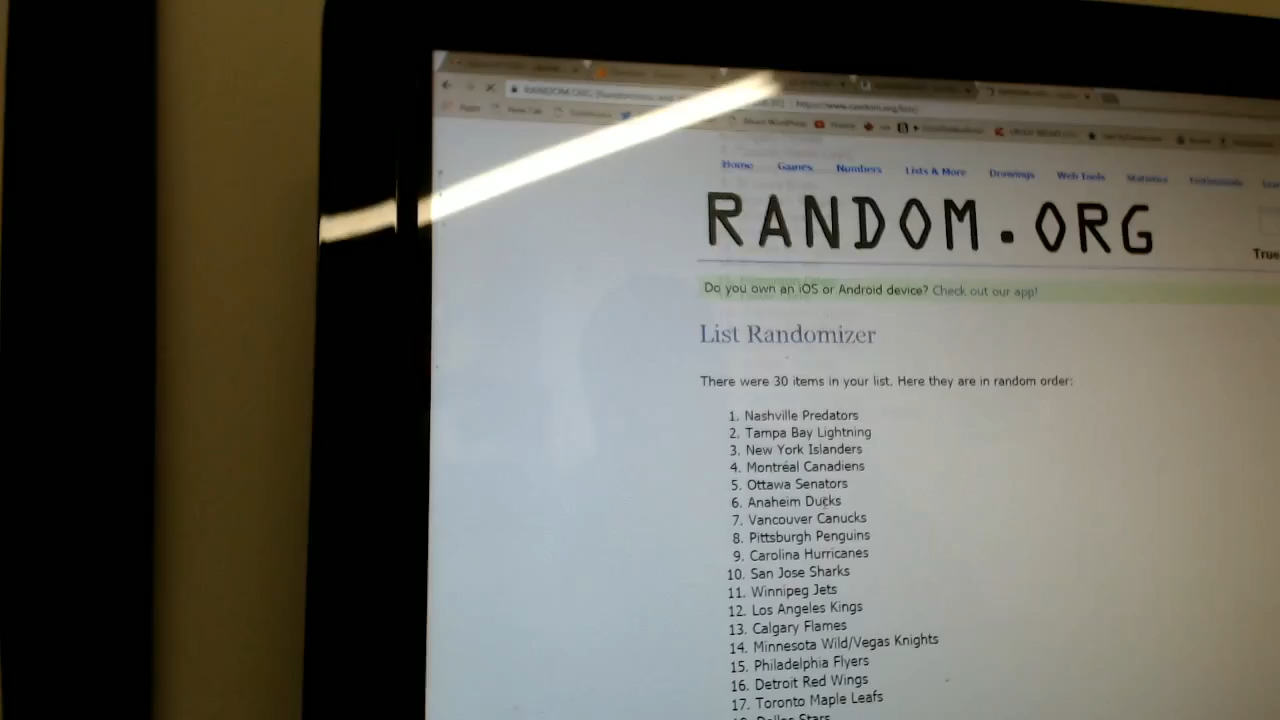 Home Games Numbers Lists & More Drawings Web Tools Statistics Testimonials
RANDOM.ORG
True
Do you own an iOS or Android device? Check out our app!
List Randomizer
There were 30 items in your list. Here they are in random order:
1. Nashville Predators
2. Tampa Bay Lightning
3. New York Islanders
4. Montréal Canadiens
5. Ottawa Senators
6. Anaheim Ducks
7. Vancouver Canucks
8. Pittsburgh Penguins
9. Carolina Hurricanes
10. San Jose Sharks
11. Winnipeg Jets
12. Los Angeles Kings
13. Calgary Flames
14. Minnesota Wild/Vegas Knights
15. Philadelphia Flyers
16. Detroit Red Wings
17. Toronto Maple Leafs
18. Dallas Stars